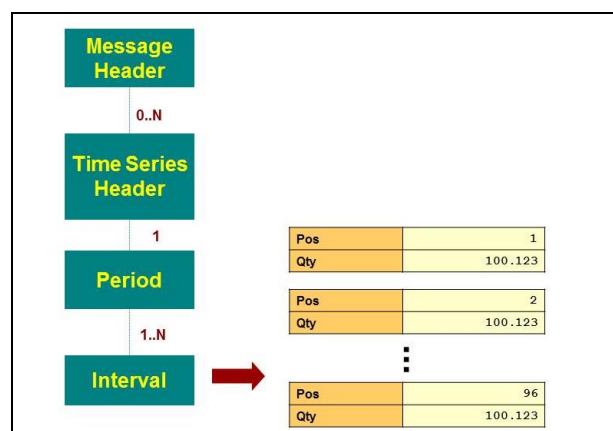 Message
Header
0..N
Time Series
Header
1
Period
1..N
Interval
Pos 1
Qty 100.123
Pos 2
Qty 100.123
Pos 96
Qty 100.123